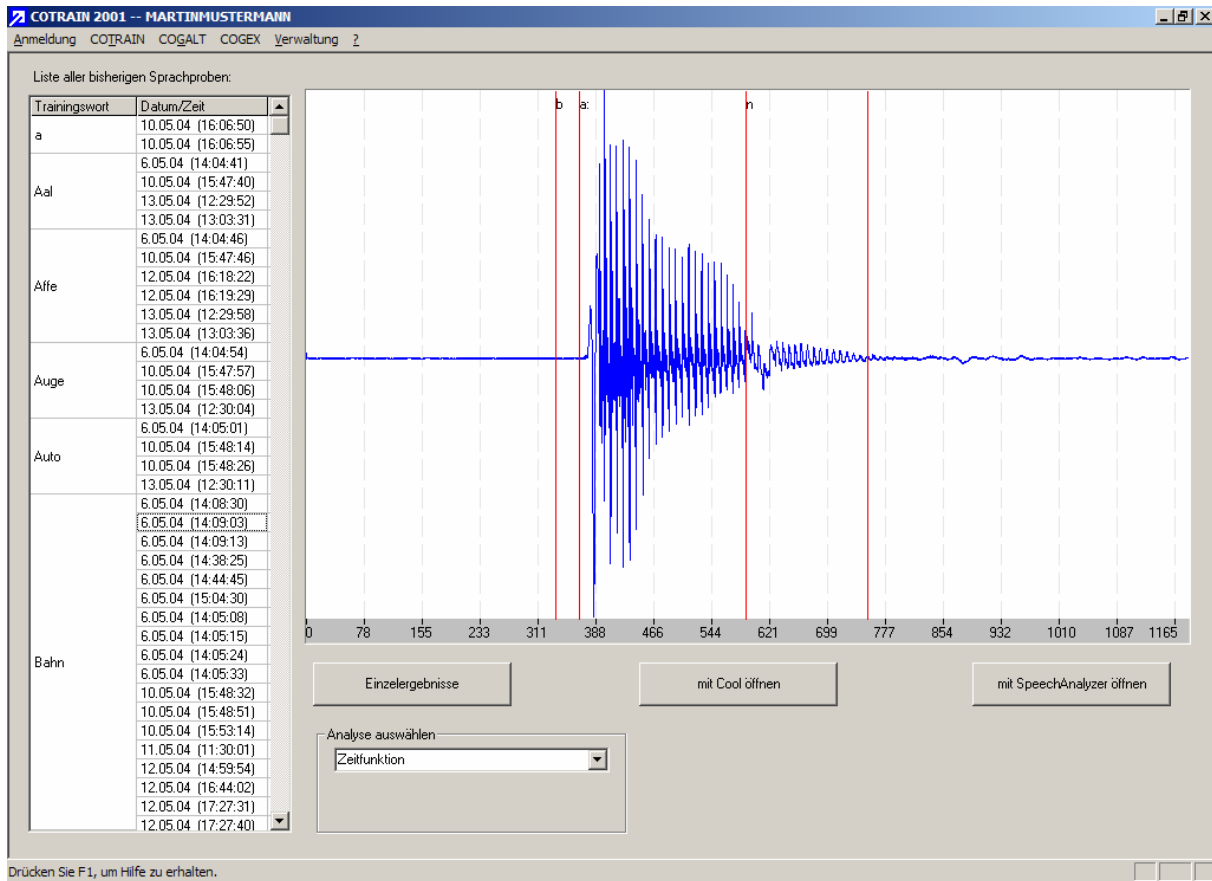 COTRAIN 2001 -- MARTINMUSTERMANN
Anmeldung COTRAIN COGALT COGEX Verwaltung ?
Liste aller bisherigen Sprachproben:
Trainingswort Datum/Zeit
a
10.05.04 (16:06:50)
10.05.04 (16:06:55)
Aal
6.05.04 (14:04:41)
10.05.04 (15:47:40)
13.05.04 (12:29:52)
13.05.04 (13:03:31)
Affe
6.05.04 (14:04:46)
10.05.04 (15:47:46)
12.05.04 (16:18:22)
12.05.04 (16:19:29)
13.05.04 (12:29:58)
13.05.04 (13:03:36)
Auge
6.05.04 (14:04:54)
10.05.04 (15:47:57)
10.05.04 (15:48:06)
13.05.04 (12:30:04)
Auto
6.05.04 (14:05:01)
10.05.04 (15:48:14)
10.05.04 (15:48:26)
13.05.04 (12:30:11)
Bahn
6.05.04 (14:08:30)
6.05.04 (14:09:03)
6.05.04 (14:09:13)
6.05.04 (14:38:25)
6.05.04 (14:44:45)
6.05.04 (15:04:30)
6.05.04 (14:05:08)
6.05.04 (14:05:15)
6.05.04 (14:05:24)
6.05.04 (14:05:33)
10.05.04 (15:48:32)
10.05.04 (15:48:51)
10.05.04 (15:53:14)
11.05.04 (11:30:01)
12.05.04 (14:59:54)
12.05.04 (16:44:02)
12.05.04 (17:27:31)
12.05.04 (17:27:40)
b a: n
0 78 155 233 311 388 466 544 621 699 777 854 932 1010 1087 1165
Einzelergebnisse mit Cool öffnen mit SpeechAnalyzer öffnen
Analyse auswählen
Zeitfunktion
Drücken Sie F1, um Hilfe zu erhalten.